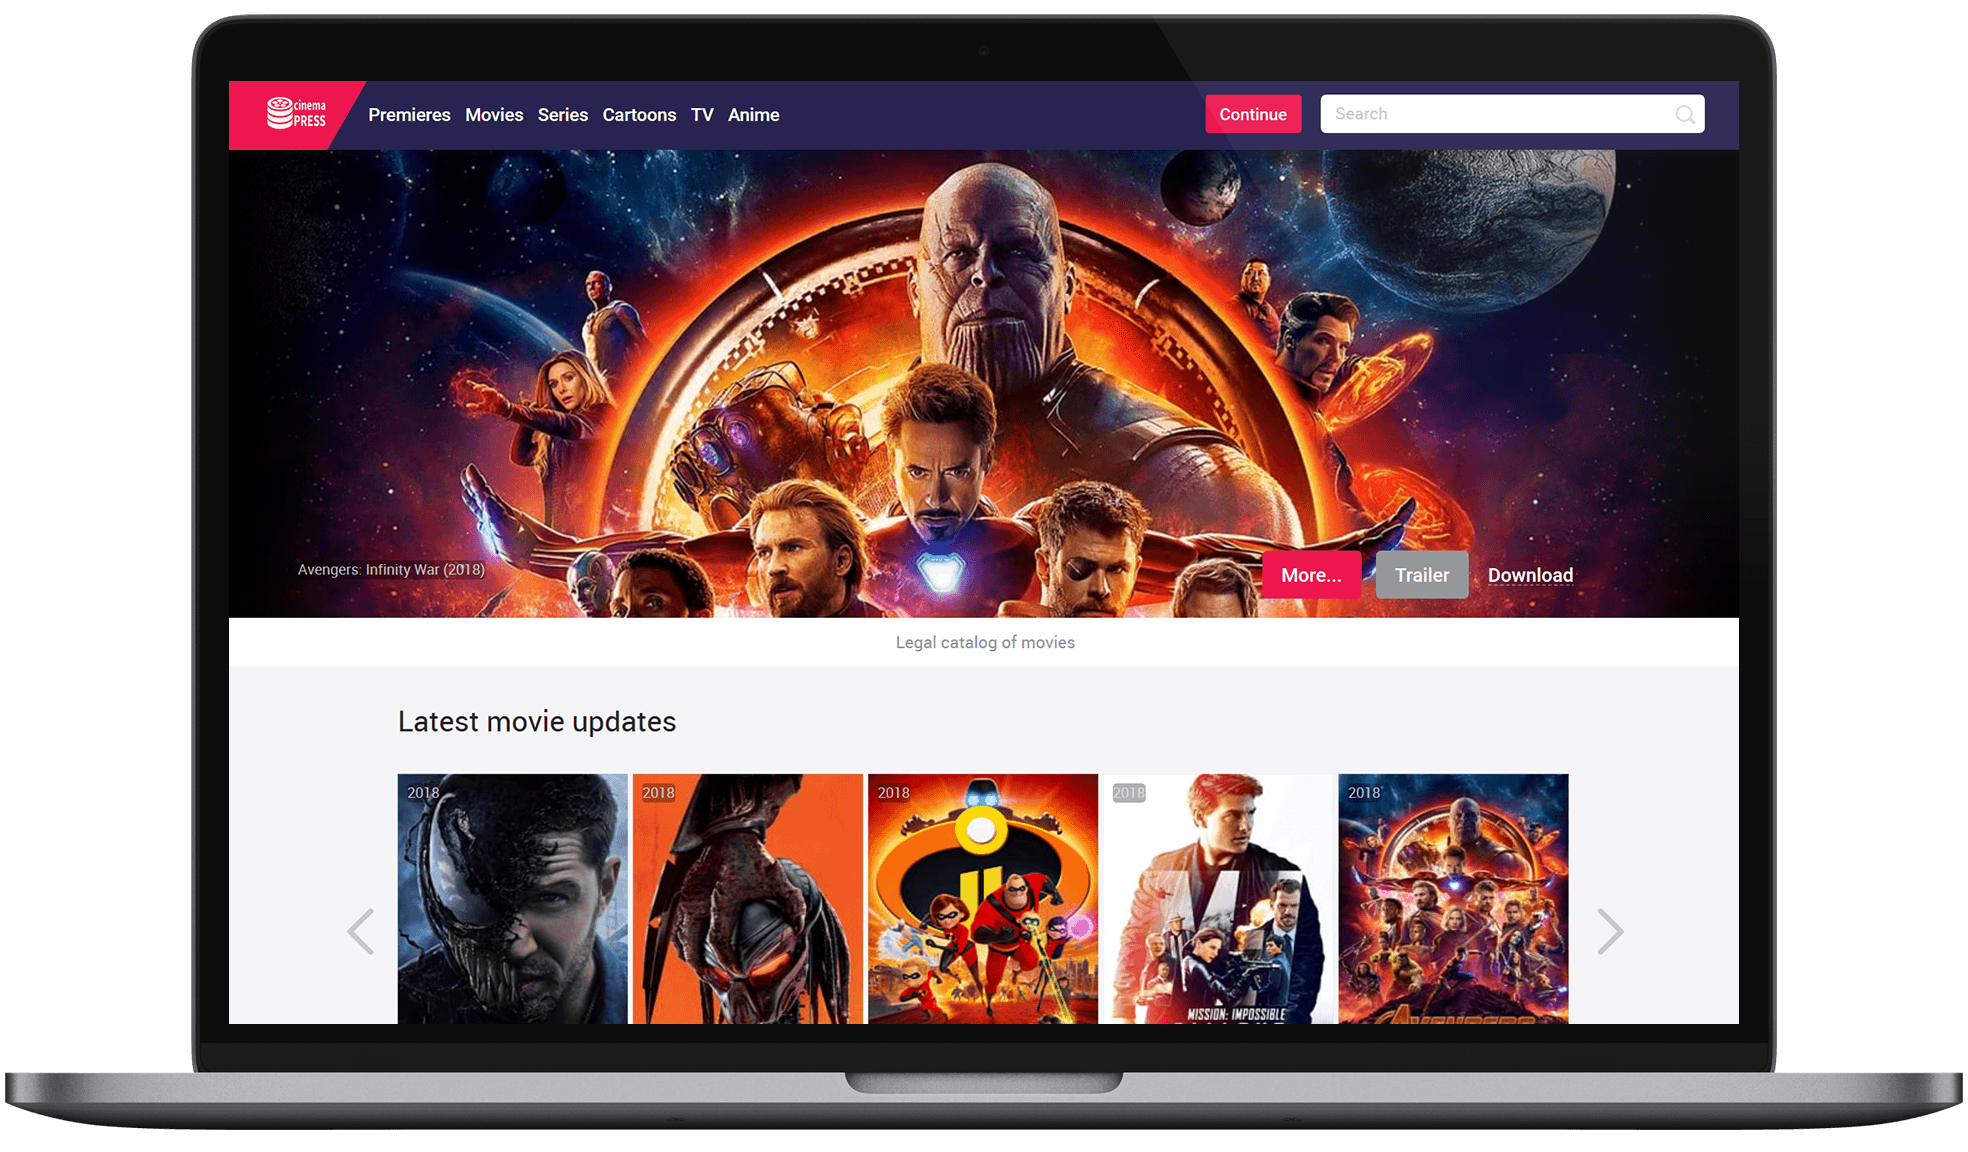 cinema
PRESS
Premieres Movies Series Cartoons TV Anime
Continue
Search
Avengers: Infinity War (2018)
More...
Trailer
Download
Legal catalog of movies
Latest movie updates
2018
2018
2018
2018
2018
MISSION: IMPOSSIBLE
AVENGERS